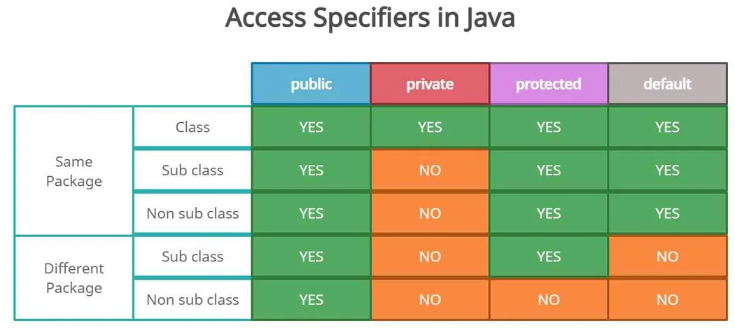 Access Specifiers in Java
public private protected default
Same
Package
Class YES YES YES YES
Sub class YES NO YES YES
Non sub class YES NO YES YES
Different
Package
Sub class YES NO YES NO
Non sub class YES NO NO NO